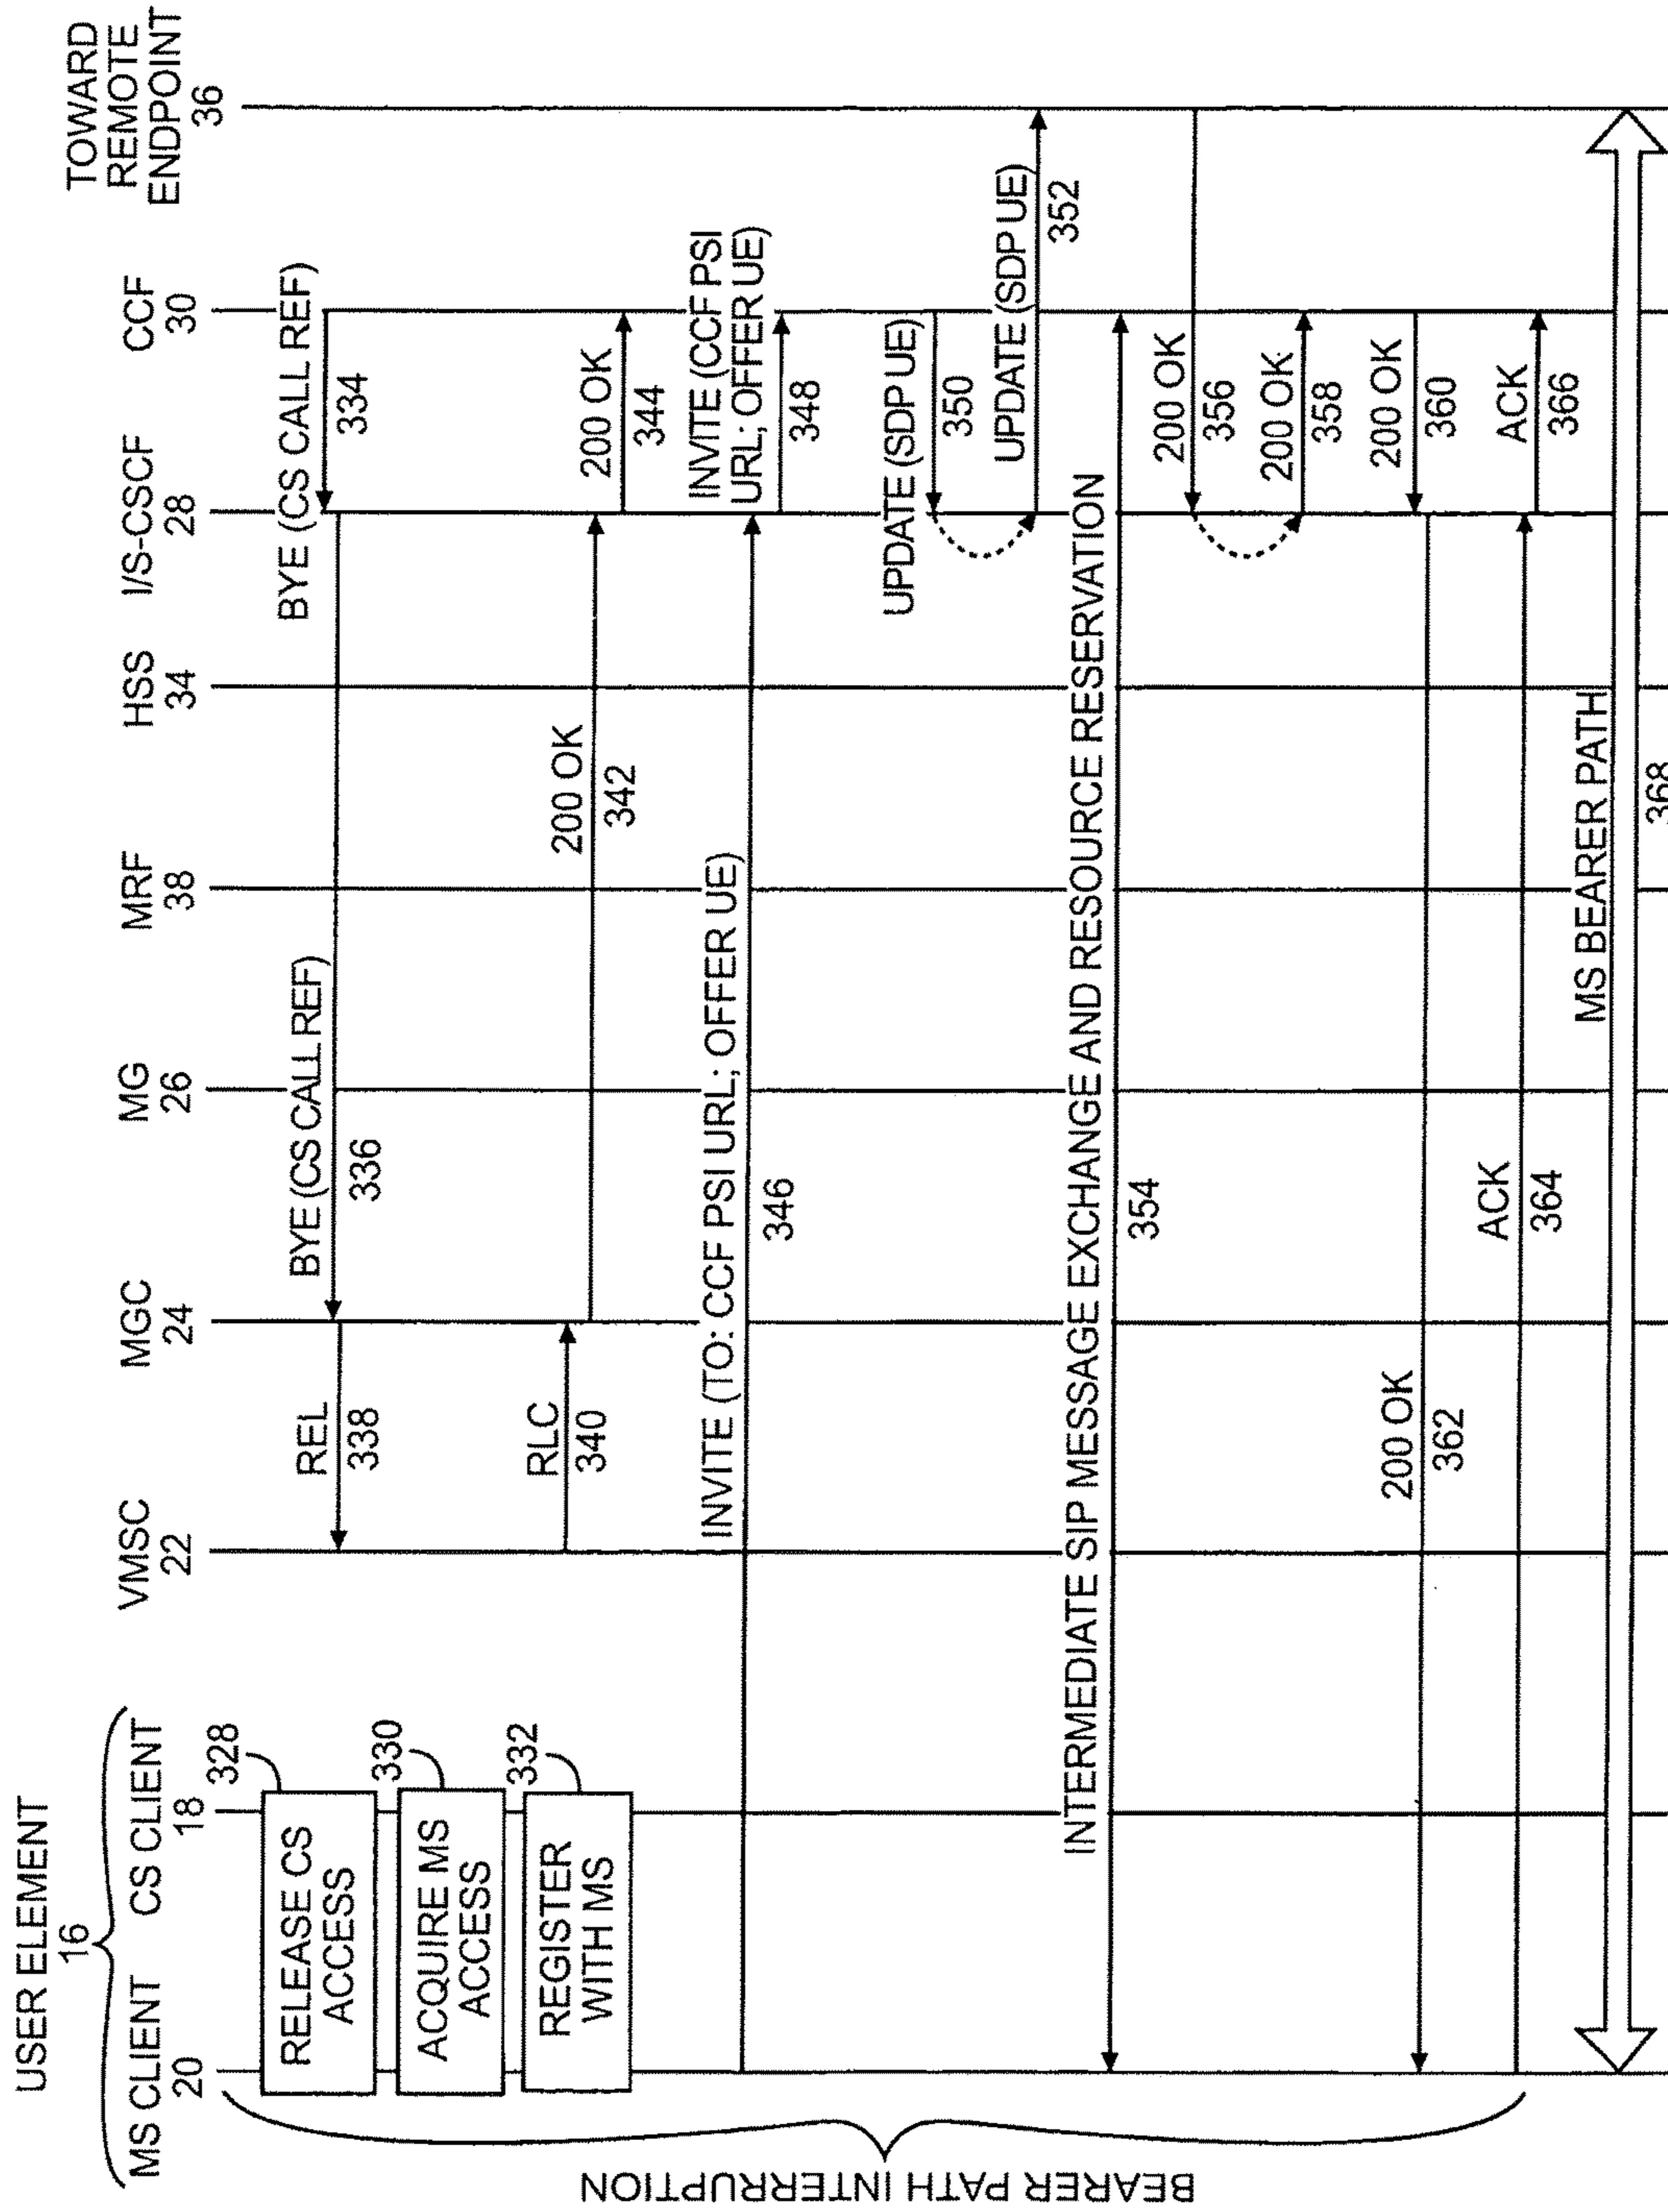 USER ELEMENT
16
MS CLIENT
20
CS CLIENT
18
VMSC
22
MGC
24
MG
26
MRF
38
HSS
34
I/S-CSCF
28
CCF
30
TOWARD
REMOTE
ENDPOINT
36
RELEASE CS
ACCESS
328
ACQUIRE MS
ACCESS
330
REGISTER
WITH MS
332
BYE (CS CALL REF)
334
BYE (CS CALL REF)
336
REL
338
RLC
340
200 OK
342
200 OK
344
INVITE (TO: CCF PSI URL; OFFER UE)
346
INVITE (CCF PSI
URL; OFFER UE)
348
UPDATE (SDP UE)
350
UPDATE (SDP UE)
352
INTERMEDIATE SIP MESSAGE EXCHANGE AND RESOURCE RESERVATION
354
200 OK
356
200 OK
358
200 OK
360
200 OK
362
ACK
364
ACK
366
MS BEARER PATH
368
BEARER PATH INTERRUPTION